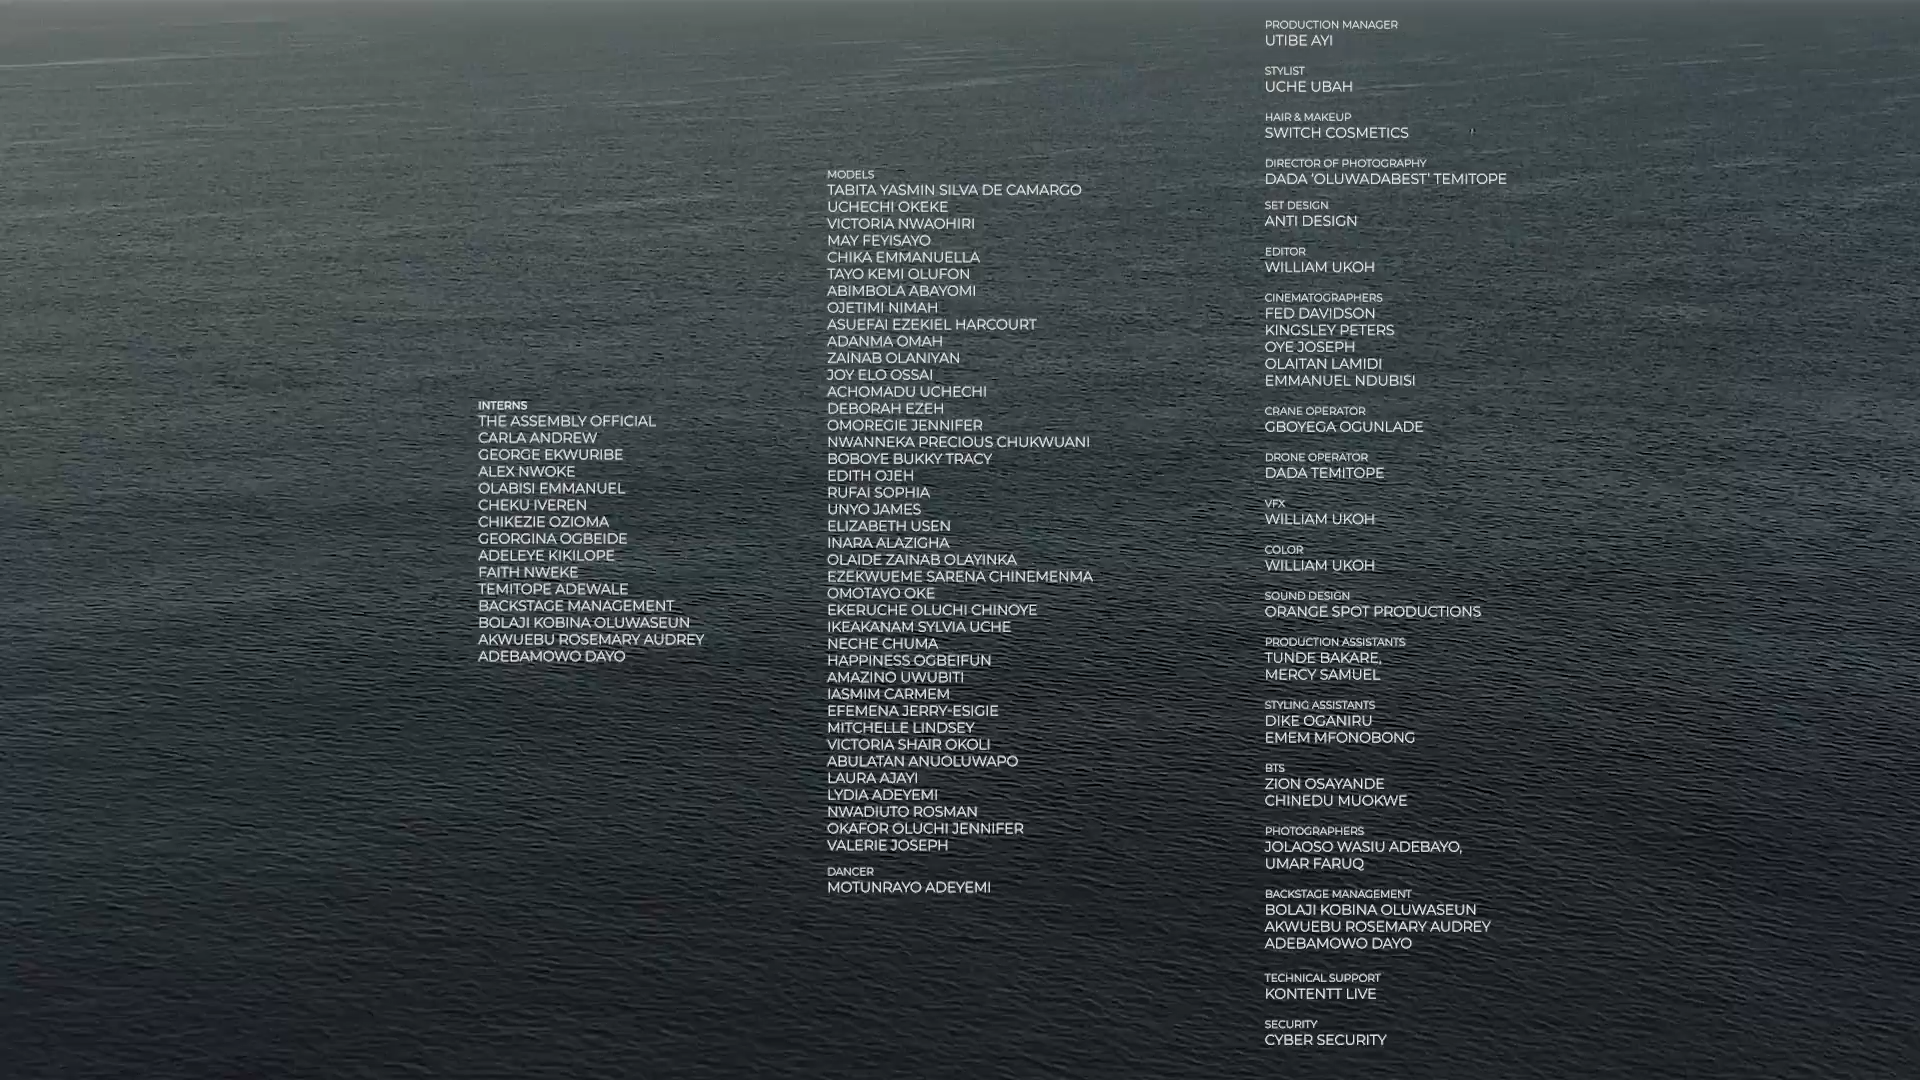 INTERNS
THE ASSEMBLY OFFICIAL
CARLA ANDREW
GEORGE EKWURIBE
ALEX NWOKE
OLABISI EMMANUEL
CHEKU IVEREN
CHIKEZIE OZIOMA
GEORGINA OGBEIDE
ADELEYE KIKILOPE
FAITH NWEKE
TEMITOPE ADEWALE
BACKSTAGE MANAGEMENT
BOLAJI KOBINA OLUWASEUN
AKWUEBU ROSEMARY AUDREY
ADEBAMOWO DAYO
MODELS
TABITA YASMIN SILVA DE CAMARGO
UCHECHI OKEKE
VICTORIA NWAOHIRI
MAY FEYISAYO
CHIKA EMMANUELLA
TAYO KEMI OLUFON
ABIMBOLA ABAYOMI
OJETIMI NIMAH
ASUEFAI EZEKIEL HARCOURT
ADANMA OMAH
ZAINAB OLANIYAN
JOY ELO OSSAI
ACHOMADU UCHECHI
DEBORAH EZEH
OMOREGIE JENNIFER
NWANNEKA PRECIOUS CHUKWUANI
BOBOYE BUKKY TRACY
EDITH OJEH
RUFAI SOPHIA
UNYO JAMES
ELIZABETH USEN
INARA ALAZIGHA
OLAIDE ZAINAB OLAYINKA
EZEKWUEME SARENA CHINEMENMA
OMOTAYO OKE
EKERUCHE OLUCHI CHINOYE
IKEAKANAM SYLVIA UCHE
NECHE CHUMA
HAPPINESS OGBEIFUN
AMAZINO UWUBITI
IASMIM CARMEM
EFEMENA JERRY-ESIGIE
MITCHELLE LINDSEY
VICTORIA SHAIR OKOLI
ABULATAN ANUOLUWAPO
LAURA AJAYI
LYDIA ADEYEMI
NWADIUTO ROSMAN
OKAFOR OLUCHI JENNIFER
VALERIE JOSEPH
DANCER
MOTUNRAYO ADEYEMI
PRODUCTION MANAGER
UTIBE AYI
STYLIST
UCHE UBAH
HAIR & MAKEUP
SWITCH COSMETICS
DIRECTOR OF PHOTOGRAPHY
DADA ‘OLUWADABEST’ TEMITOPE
SET DESIGN
ANTI DESIGN
EDITOR
WILLIAM UKOH
CINEMATOGRAPHERS
FED DAVIDSON
KINGSLEY PETERS
OYE JOSEPH
OLAITAN LAMIDI
EMMANUEL NDUBISI
CRANE OPERATOR
GBOYEGA OGUNLADE
DRONE OPERATOR
DADA TEMITOPE
VFX
WILLIAM UKOH
COLOR
WILLIAM UKOH
SOUND DESIGN
ORANGE SPOT PRODUCTIONS
PRODUCTION ASSISTANTS
TUNDE BAKARE,
MERCY SAMUEL
STYLING ASSISTANTS
DIKE OGANIRU
EMEM MFONOBONG
BTS
ZION OSAYANDE
CHINEDU MUOKWE
PHOTOGRAPHERS
JOLAOSO WASIU ADEBAYO,
UMAR FARUQ
BACKSTAGE MANAGEMENT
BOLAJI KOBINA OLUWASEUN
AKWUEBU ROSEMARY AUDREY
ADEBAMOWO DAYO
TECHNICAL SUPPORT
KONTENTT LIVE
SECURITY
CYBER SECURITY